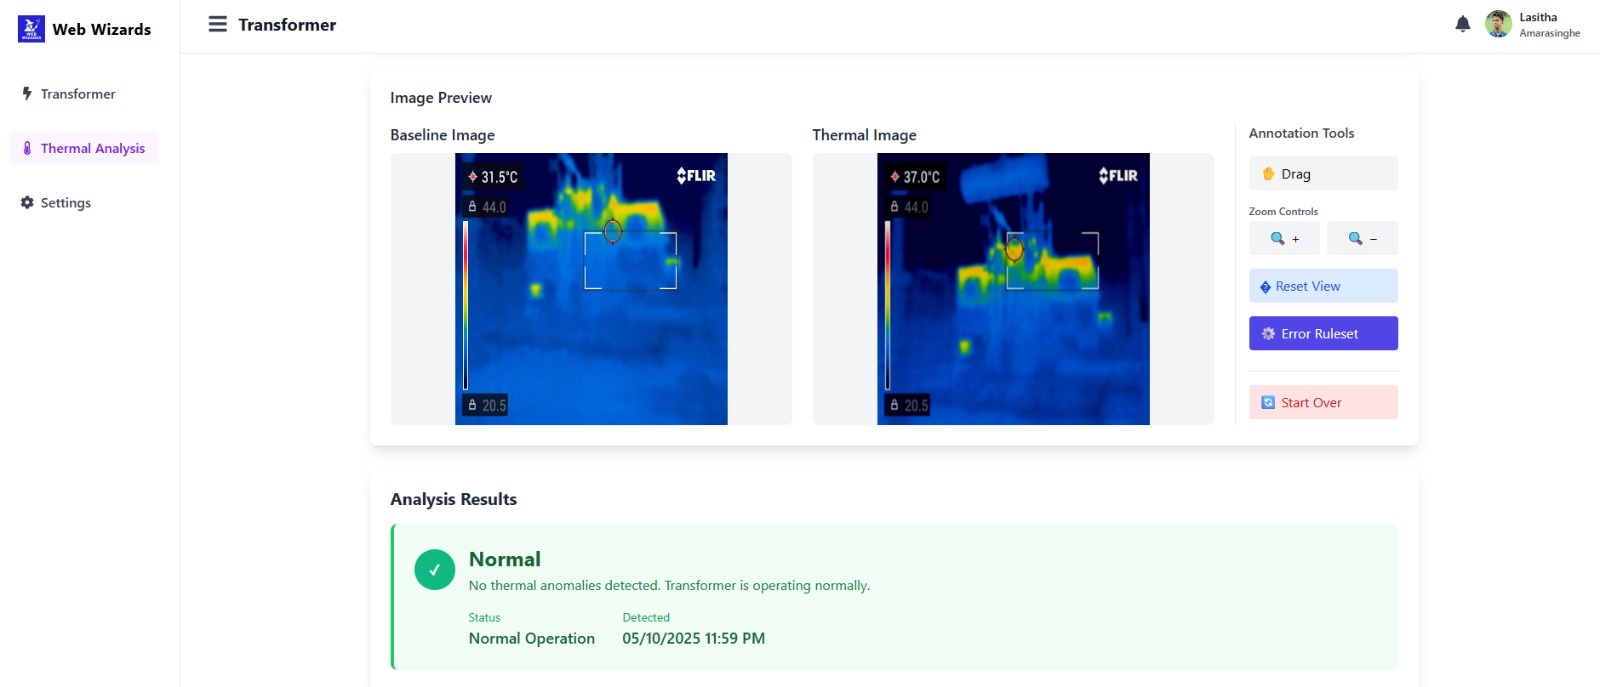 WEB
WIZARDS
Web Wizards
Transformer
Lasitha
Amarasinghe
Transformer
Thermal Analysis
Settings
Image Preview
Baseline Image
Thermal Image
Annotation Tools
31.5°C
FLIR
44.0
20.5
37.0°C
FLIR
44.0
20.5
Drag
Zoom Controls
+
−
Reset View
Error Ruleset
Start Over
Analysis Results
Normal
No thermal anomalies detected. Transformer is operating normally.
Status
Detected
Normal Operation
05/10/2025 11:59 PM